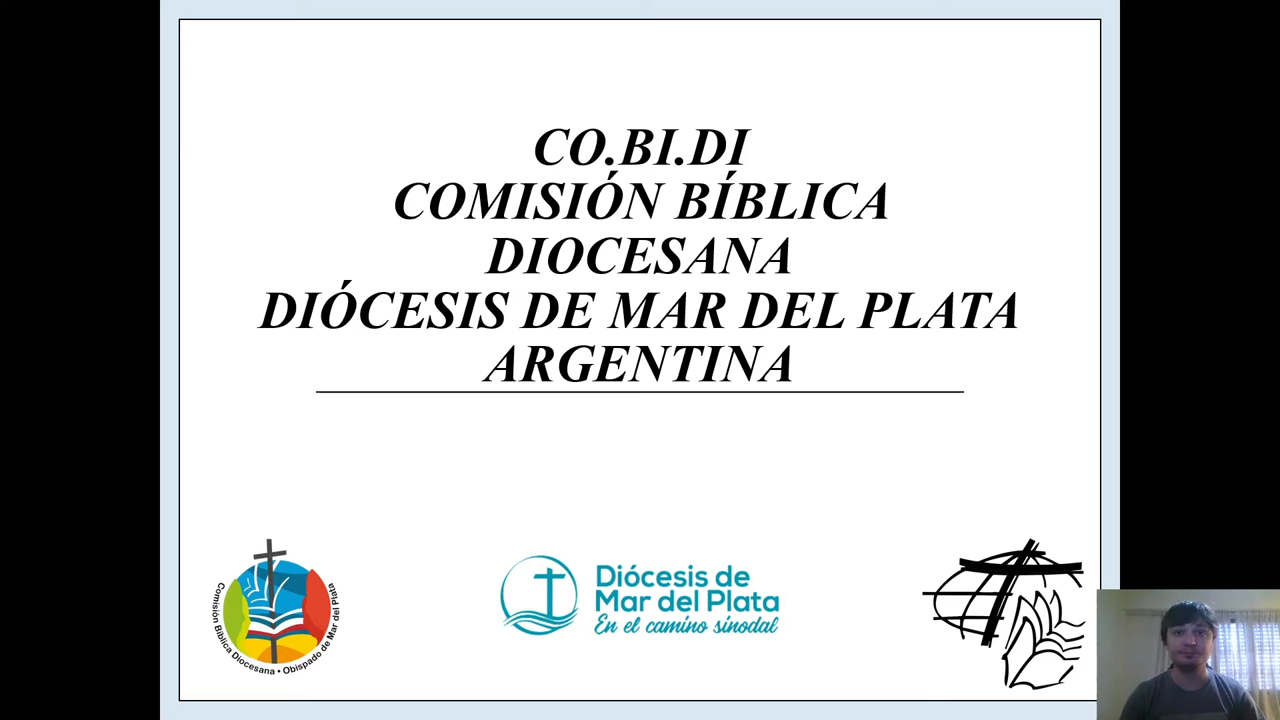 CO.BI.DI
COMISIÓN BÍBLICA
DIOCESANA
DIÓCESIS DE MAR DEL PLATA
ARGENTINA
Comisión Bíblica Diocesana • Obispado de Mar del Plata
Diócesis de
Mar del Plata
En el camino sinodal